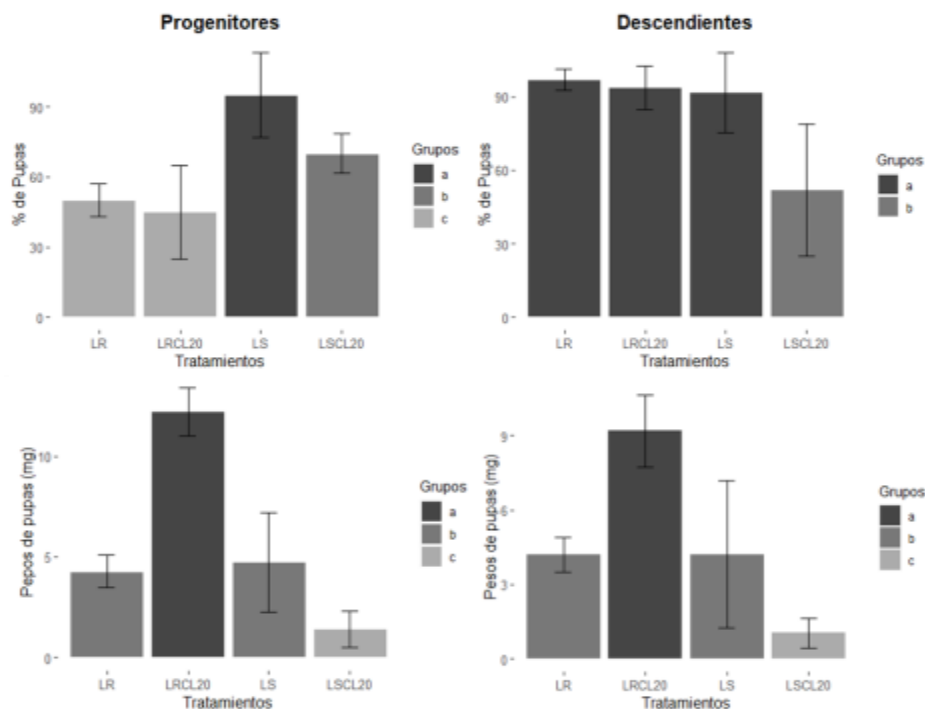 Progenitores
% de Pupas
90
60
30
0
LR LRCL20 LS LSCL20
Tratamientos
Grupos
a
b
c
Descendientes
% de Pupas
90
60
30
0
LR LRCL20 LS LSCL20
Tratamientos
Grupos
a
b
Pepos de pupas (mg)
10
5
0
LR LRCL20 LS LSCL20
Tratamientos
Grupos
a
b
c
Pesos de pupas (mg)
9
6
3
0
LR LRCL20 LS LSCL20
Tratamientos
Grupos
a
b
c